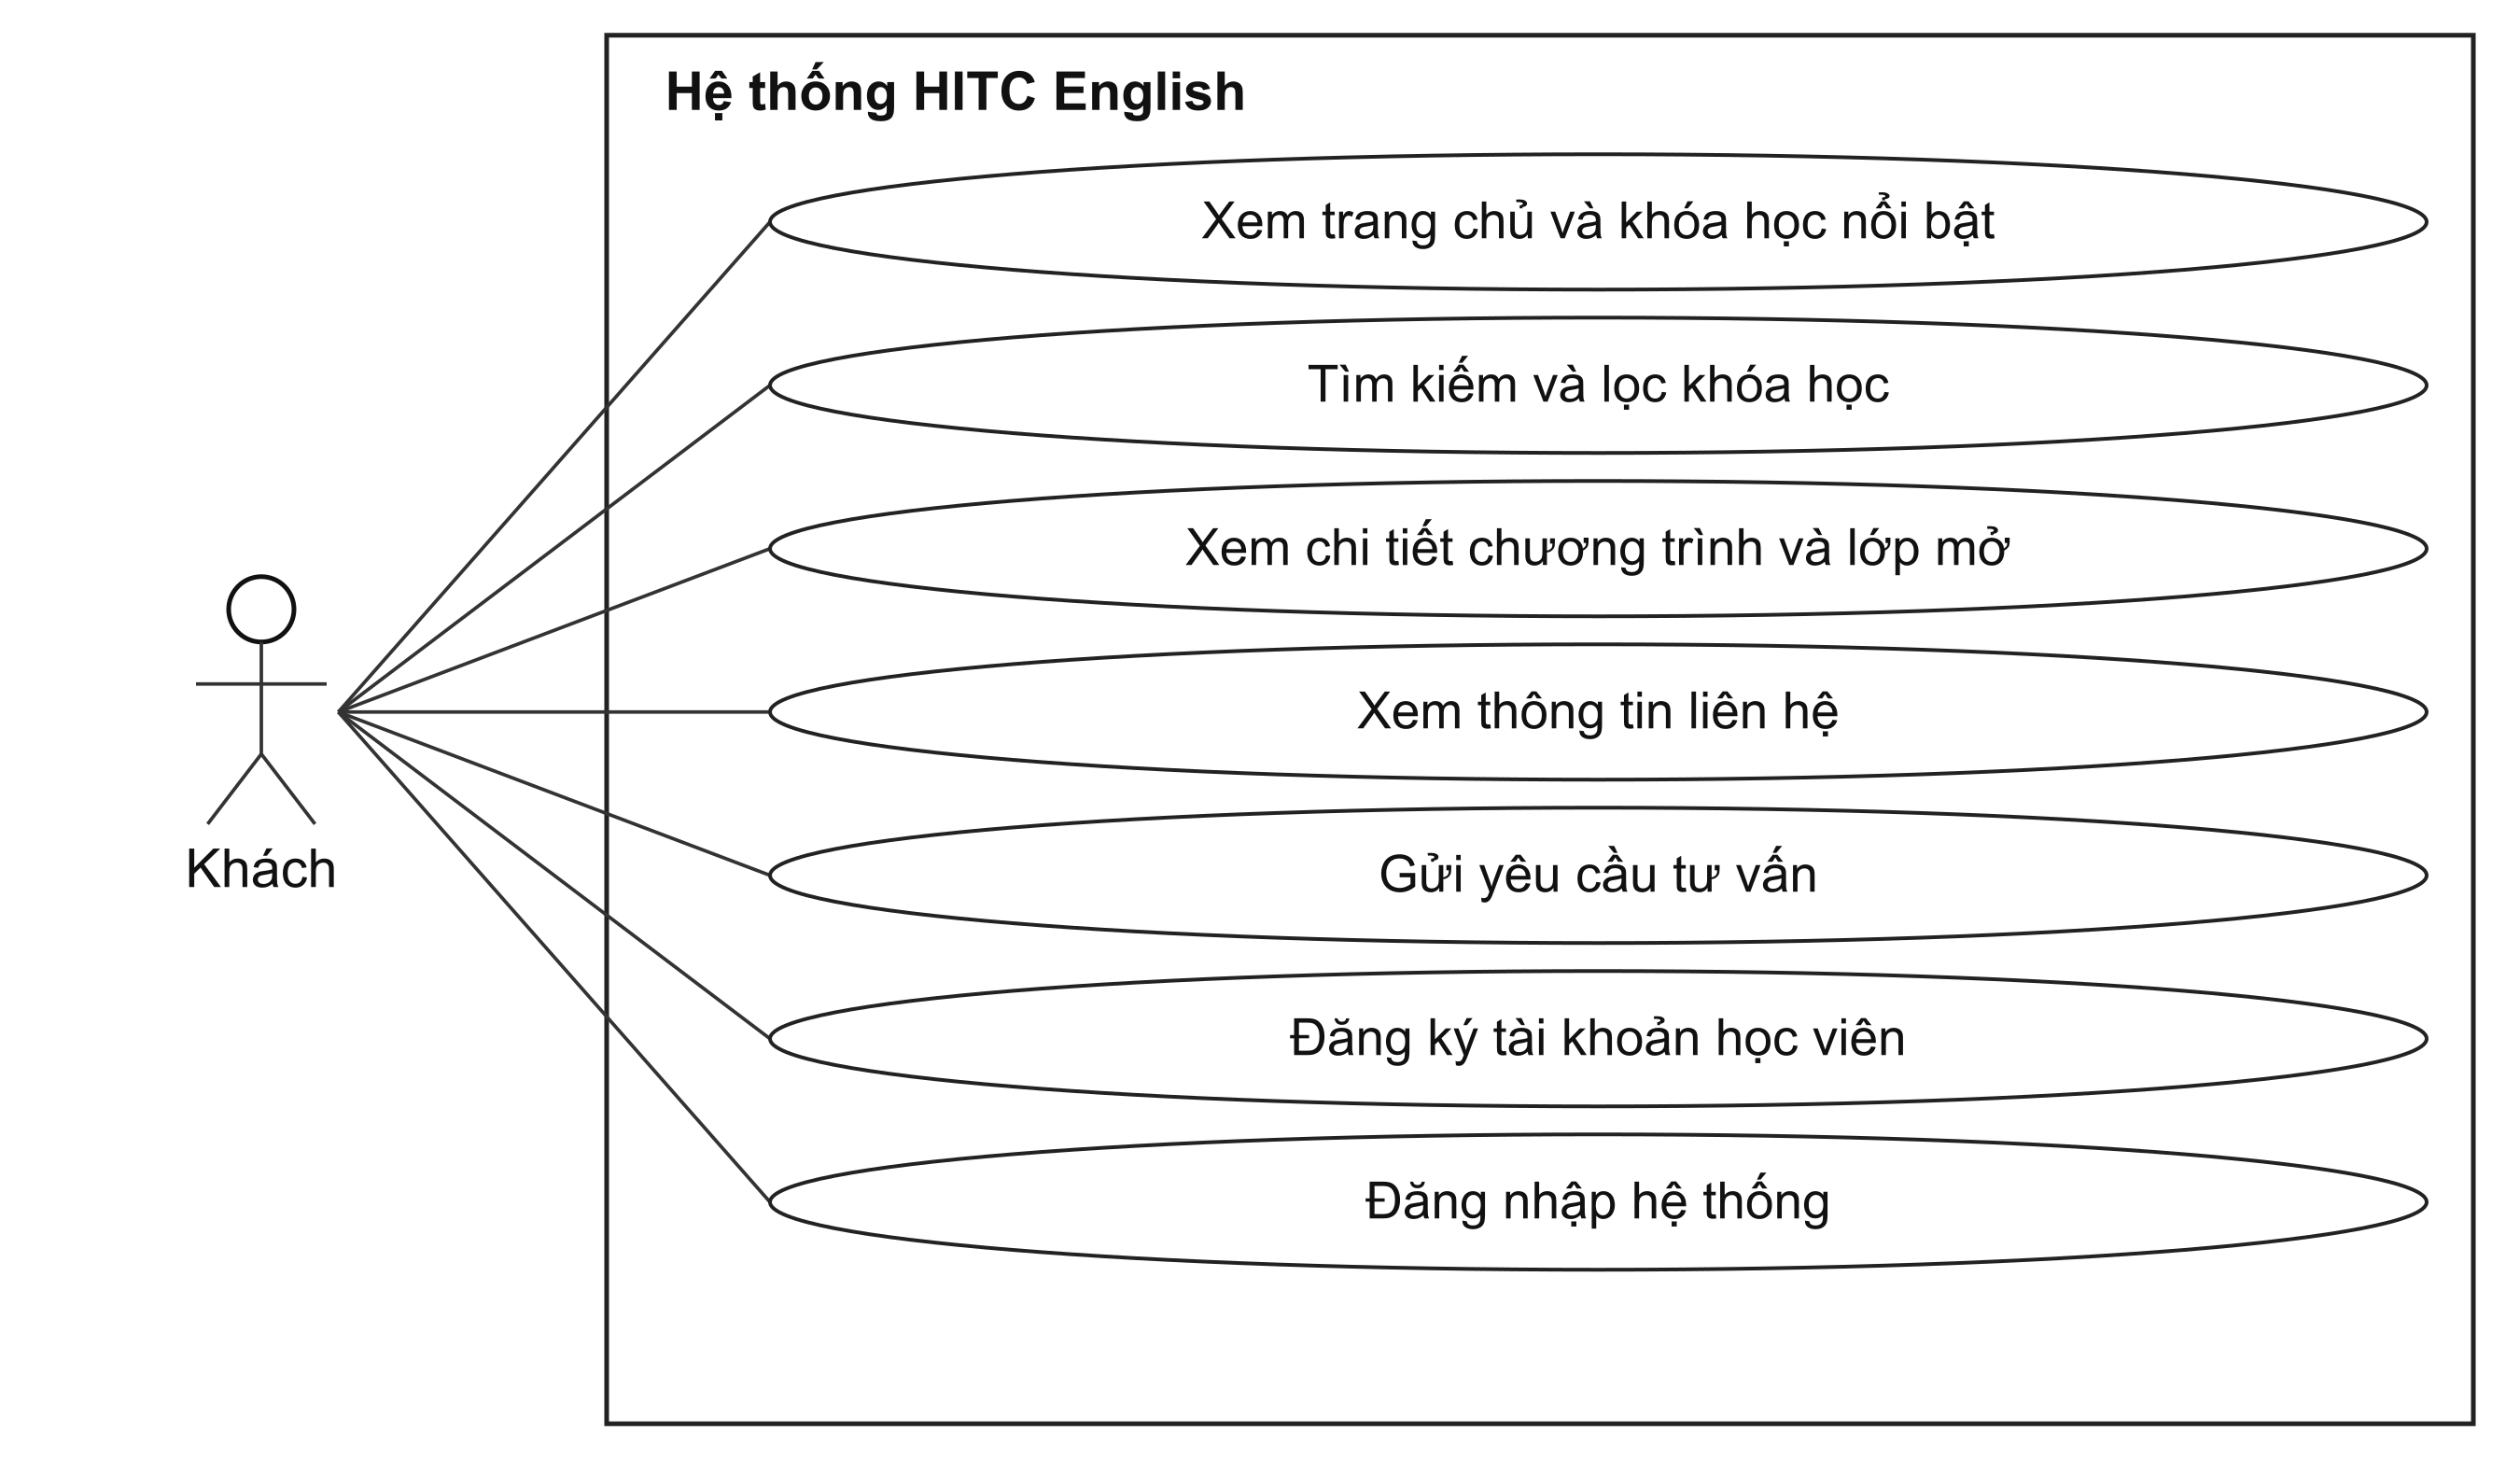 Hệ thống HITC English
Xem trang chủ và khóa học nổi bật
Tìm kiếm và lọc khóa học
Xem chi tiết chương trình và lớp mở
Xem thông tin liên hệ
Gửi yêu cầu tư vấn
Khách
Đăng ký tài khoản học viên
Đăng nhập hệ thống